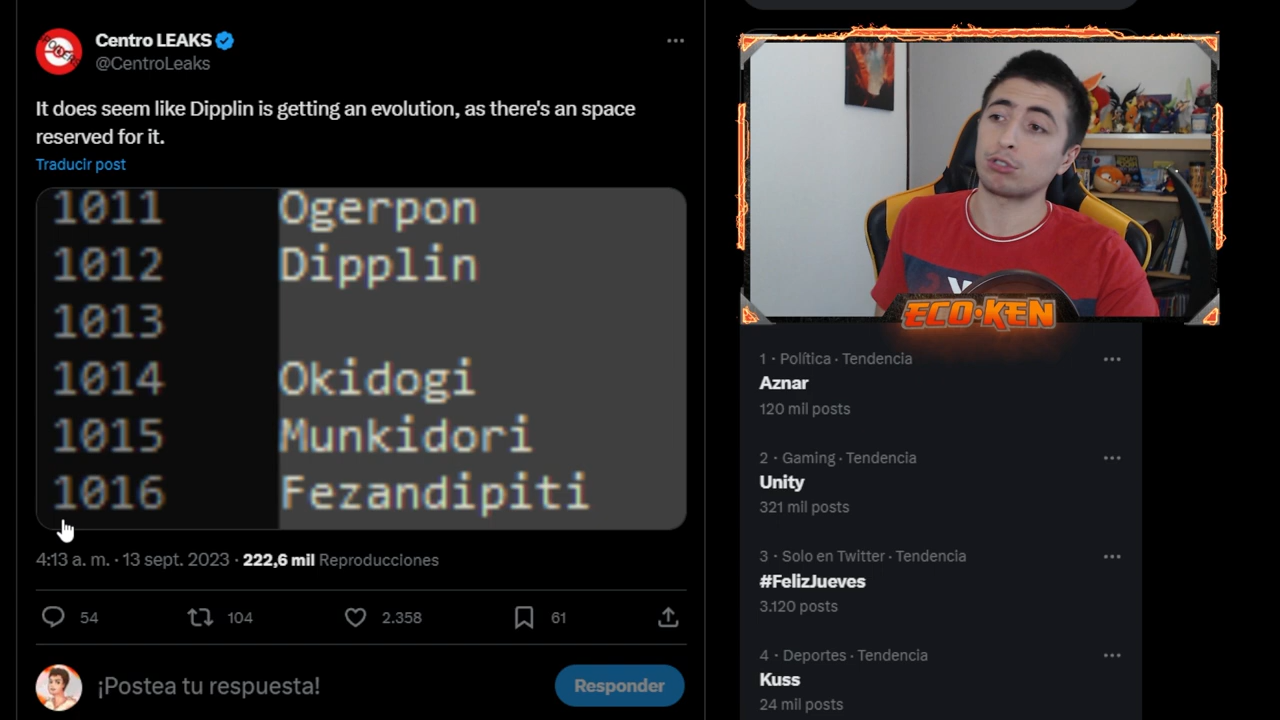 Centro LEAKS
@CentroLeaks
It does seem like Dipplin is getting an evolution, as there's an space
reserved for it.
Traducir post
1011 Ogerpon
1012 Dipplin
1013
1014 Okidogi
1015 Munkidori
1016 Fezandipiti
4:13 a. m. · 13 sept. 2023 · 222,6 mil Reproducciones
54 104 2.358 61
¡Postea tu respuesta!
Responder
ECO·KEN
1 · Política · Tendencia
Aznar
120 mil posts
2 · Gaming · Tendencia
Unity
321 mil posts
3 · Solo en Twitter · Tendencia
#FelizJueves
3.120 posts
4 · Deportes · Tendencia
Kuss
24 mil posts